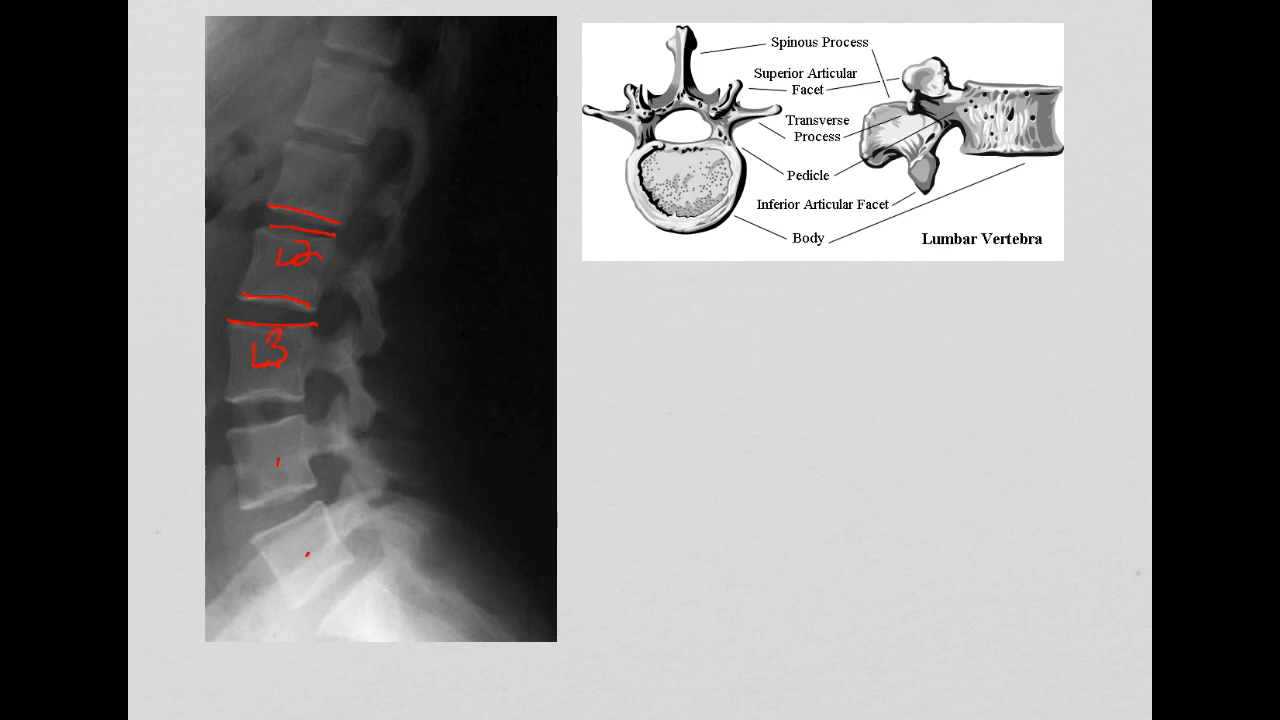 L2
L3
Spinous Process
Superior Articular
Facet
Transverse
Process
Pedicle
Inferior Articular Facet
Body
Lumbar Vertebra